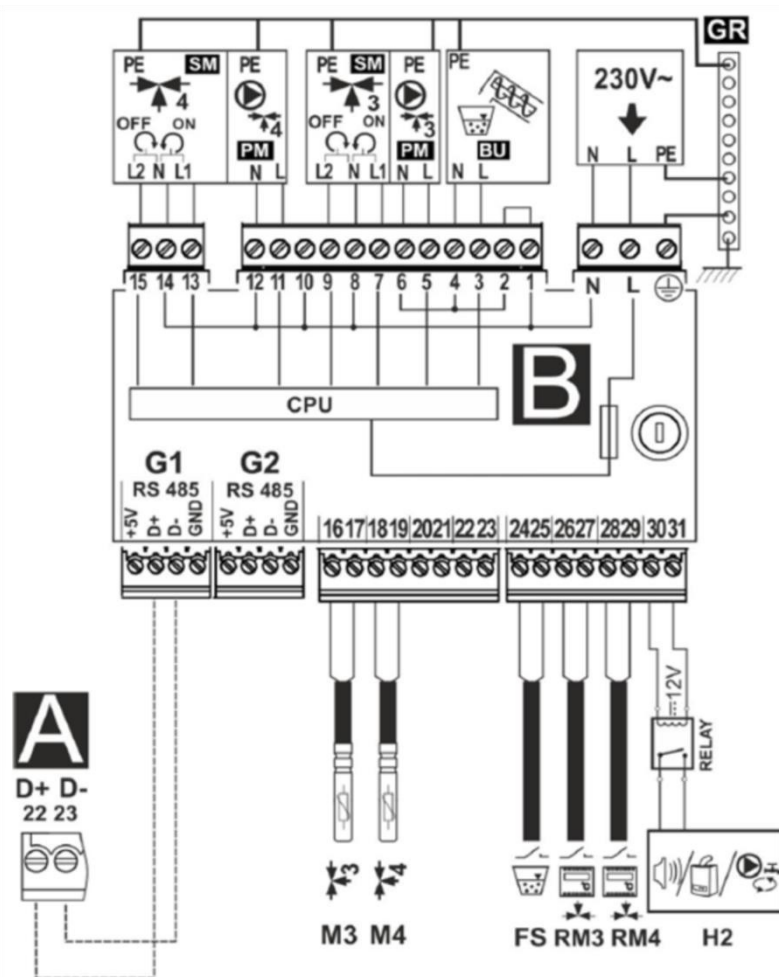 GR
PE SM PE PE SM PE PE 230V~
4 4 3 3
OFF ON OFF ON
PM PM BU
L2 N L1 N L L2 N L1 N L N L N L PE
15 14 13 12 11 10 9 8 7 6 5 4 3 2 1 N L
B
CPU
G1 G2
RS 485 RS 485
+5V D+ D- GND +5V D+ D- GND
16 17 18 19 20 21 22 23 24 25 26 27 28 29 30 31
A
12V
RELAY
D+ D-
22 23
3 4
M3 M4 FS RM3 RM4 H2